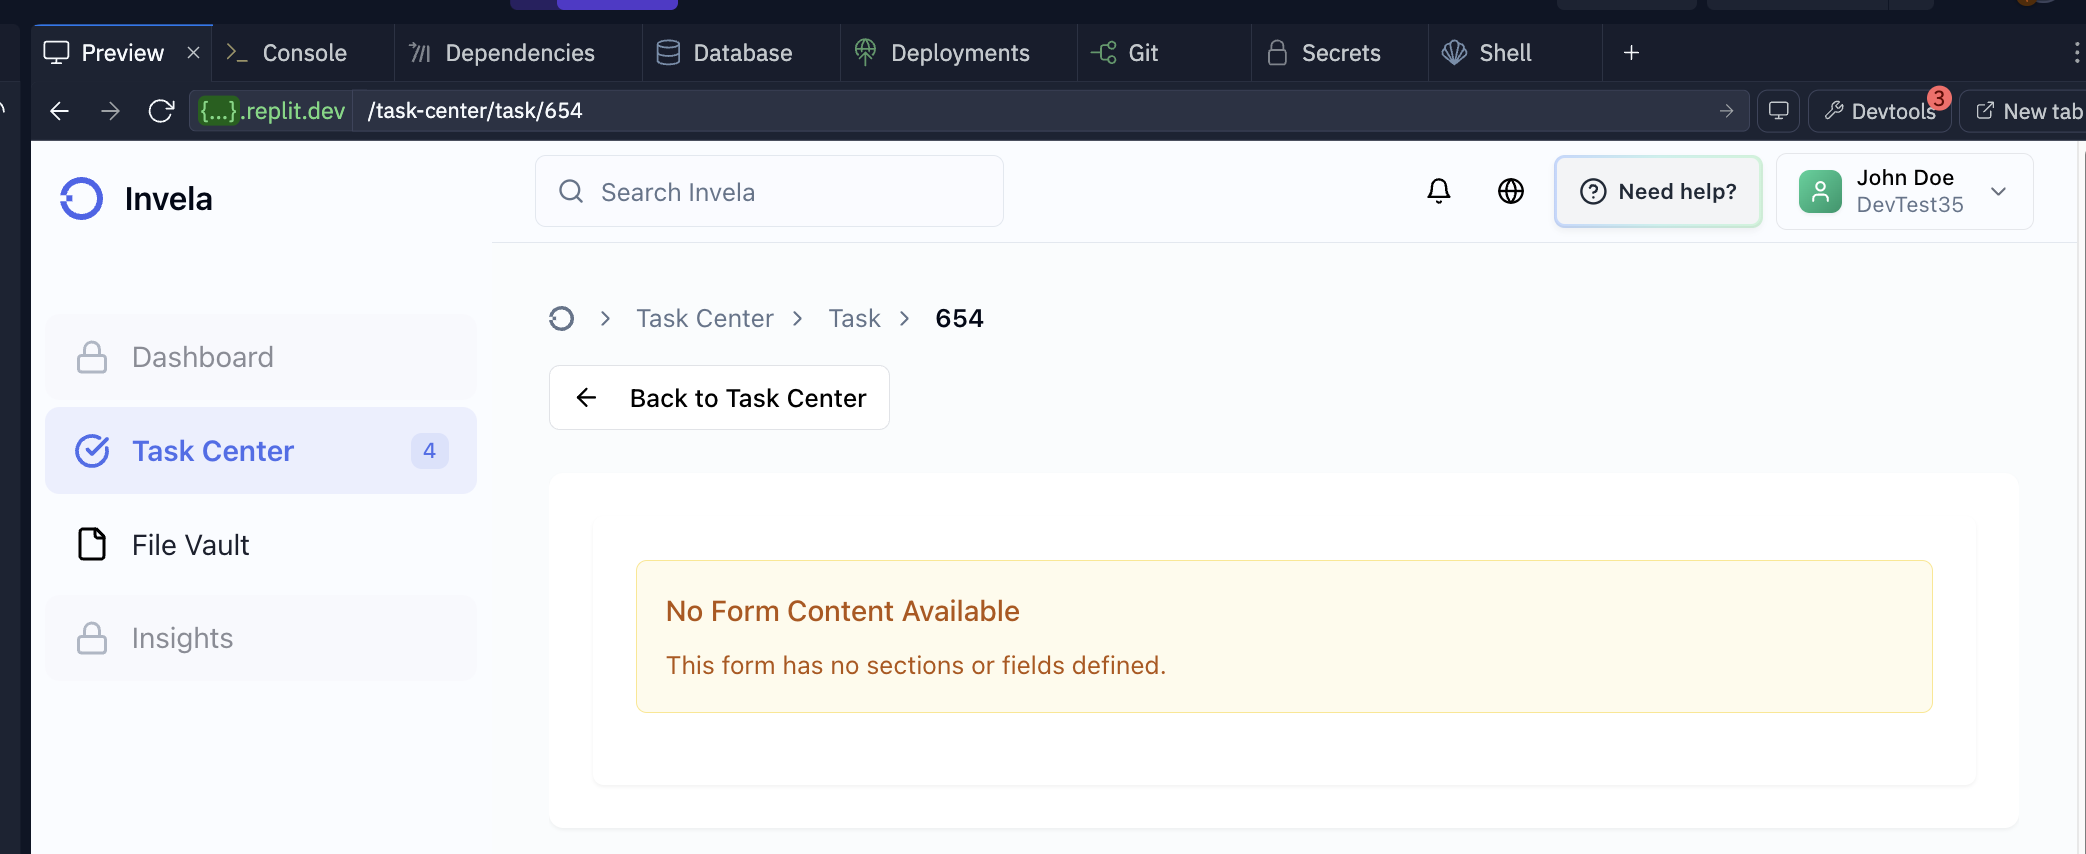 Preview
Console
Dependencies
Database
Deployments
Git
Secrets
Shell
{...}.replit.dev
/task-center/task/654
Devtools
3
New tab
Invela
Search Invela
Need help?
John Doe
DevTest35
Dashboard
Task Center
4
File Vault
Insights
Task Center
Task
654
Back to Task Center
No Form Content Available
This form has no sections or fields defined.